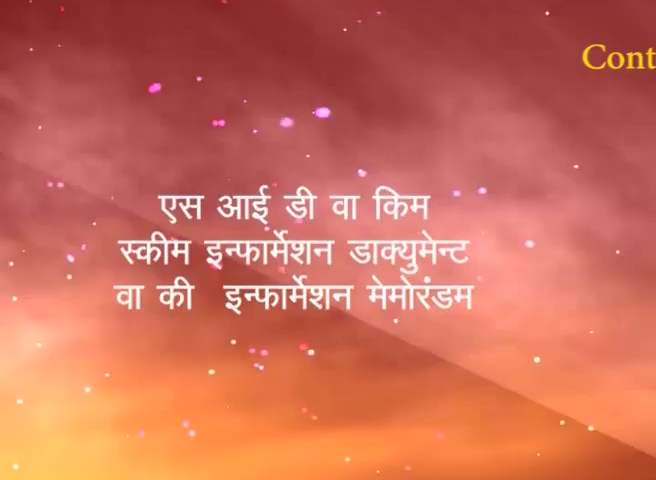 Cont
एस आई डी वा किम
स्कीम इन्फार्मेशन डाक्युमेन्ट
वा की इन्फार्मेशन मेमोरंडम